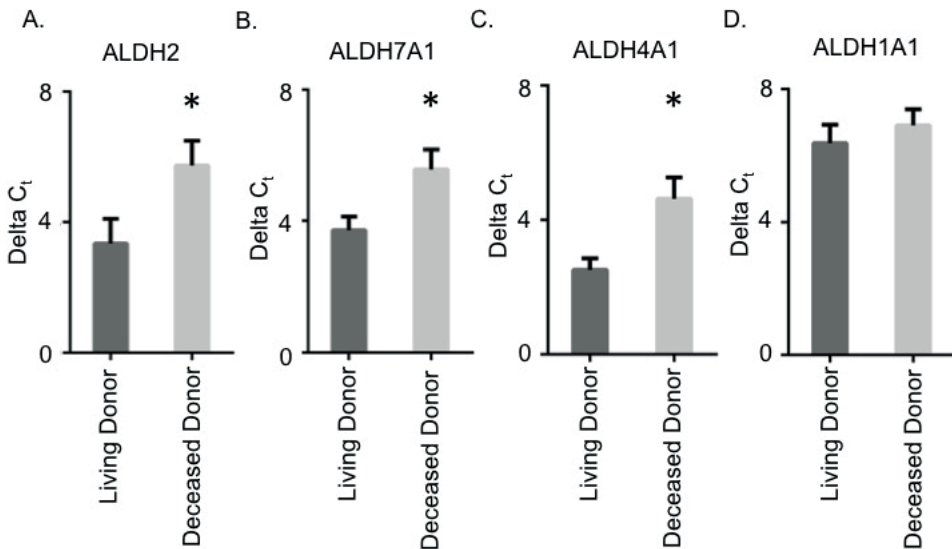 A.
ALDH2
Delta Ct
8
4
0
*
Living Donor
Deceased Donor
B.
ALDH7A1
Delta Ct
8
4
0
*
Living Donor
Deceased Donor
C.
ALDH4A1
Delta Ct
8
4
0
*
Living Donor
Deceased Donor
D.
ALDH1A1
Delta Ct
8
4
0
Living Donor
Deceased Donor